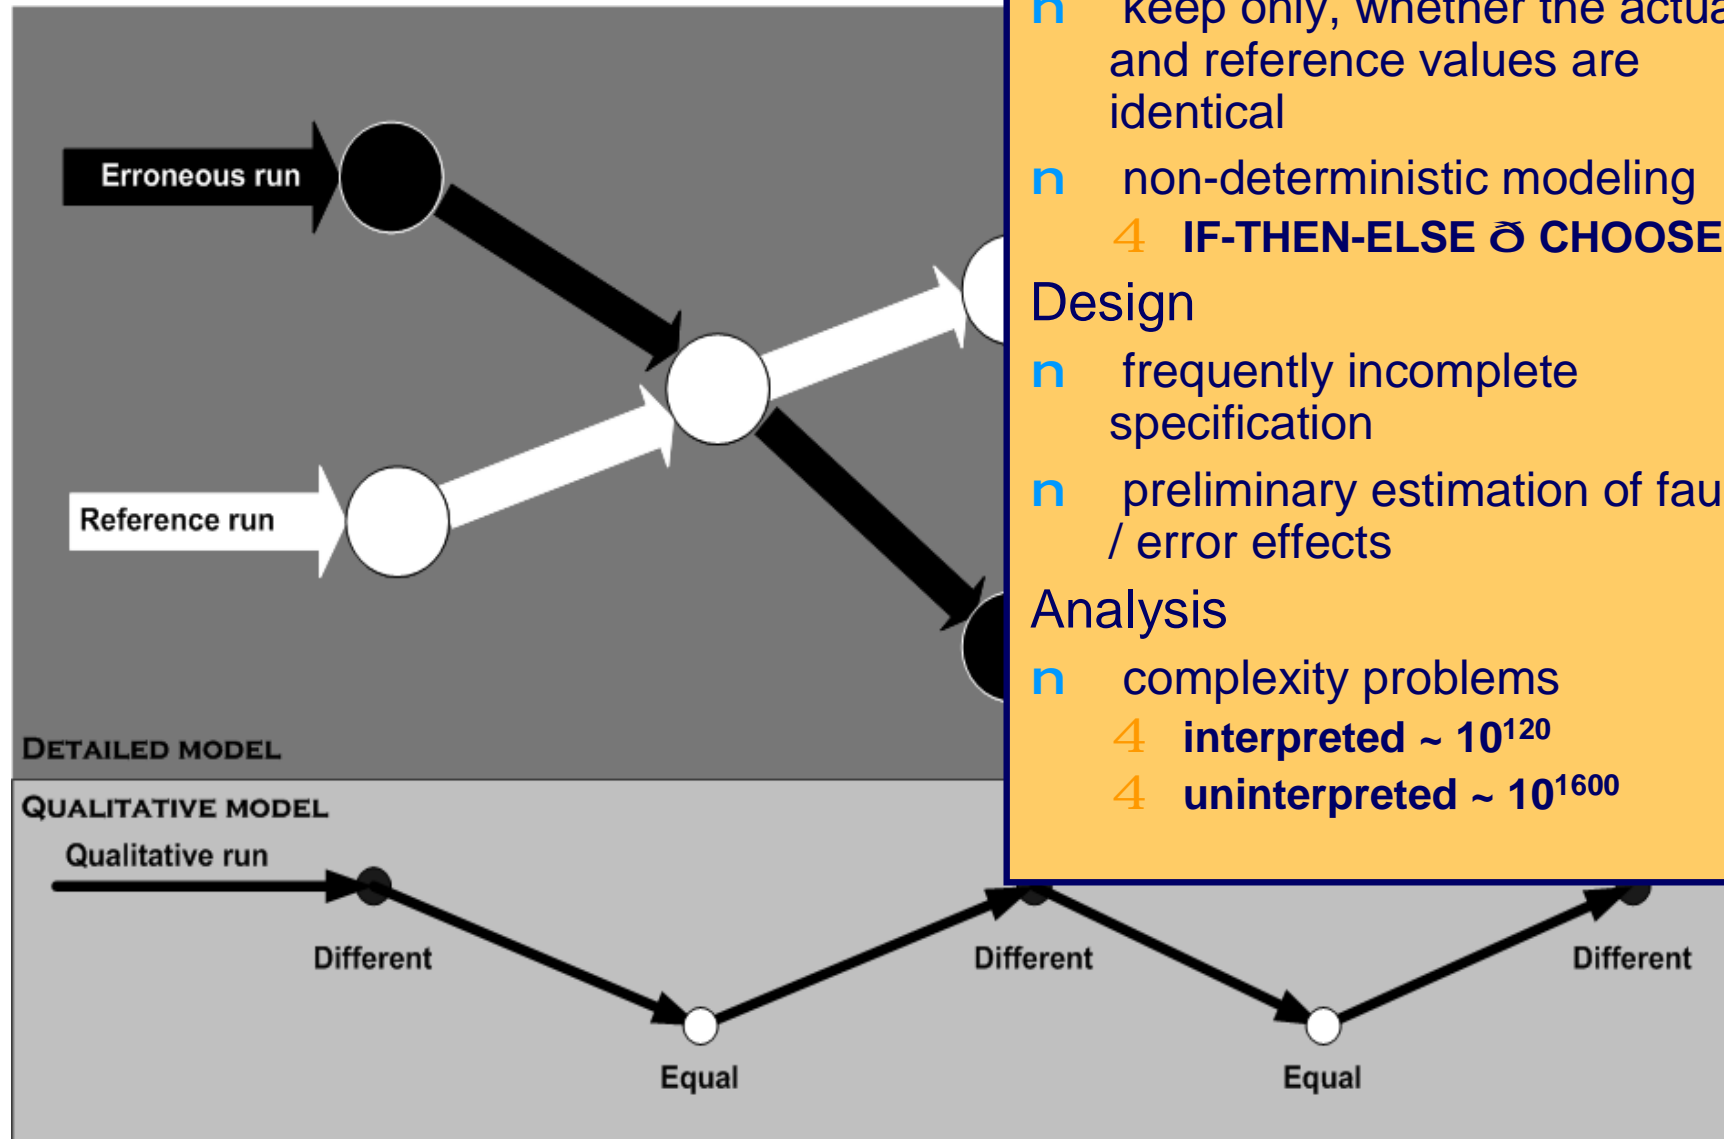 n keep only, whether the actua
and reference values are
identical
n non-deterministic modeling
4 IF-THEN-ELSE ð CHOOSE
Design
n frequently incomplete
specification
n preliminary estimation of fau
/ error effects
Analysis
n complexity problems
4 interpreted ~ 10¹²⁰
4 uninterpreted ~ 10¹⁶⁰⁰
Erroneous run
Reference run
DETAILED MODEL
QUALITATIVE MODEL
Qualitative run
Different
Different
Different
Equal
Equal